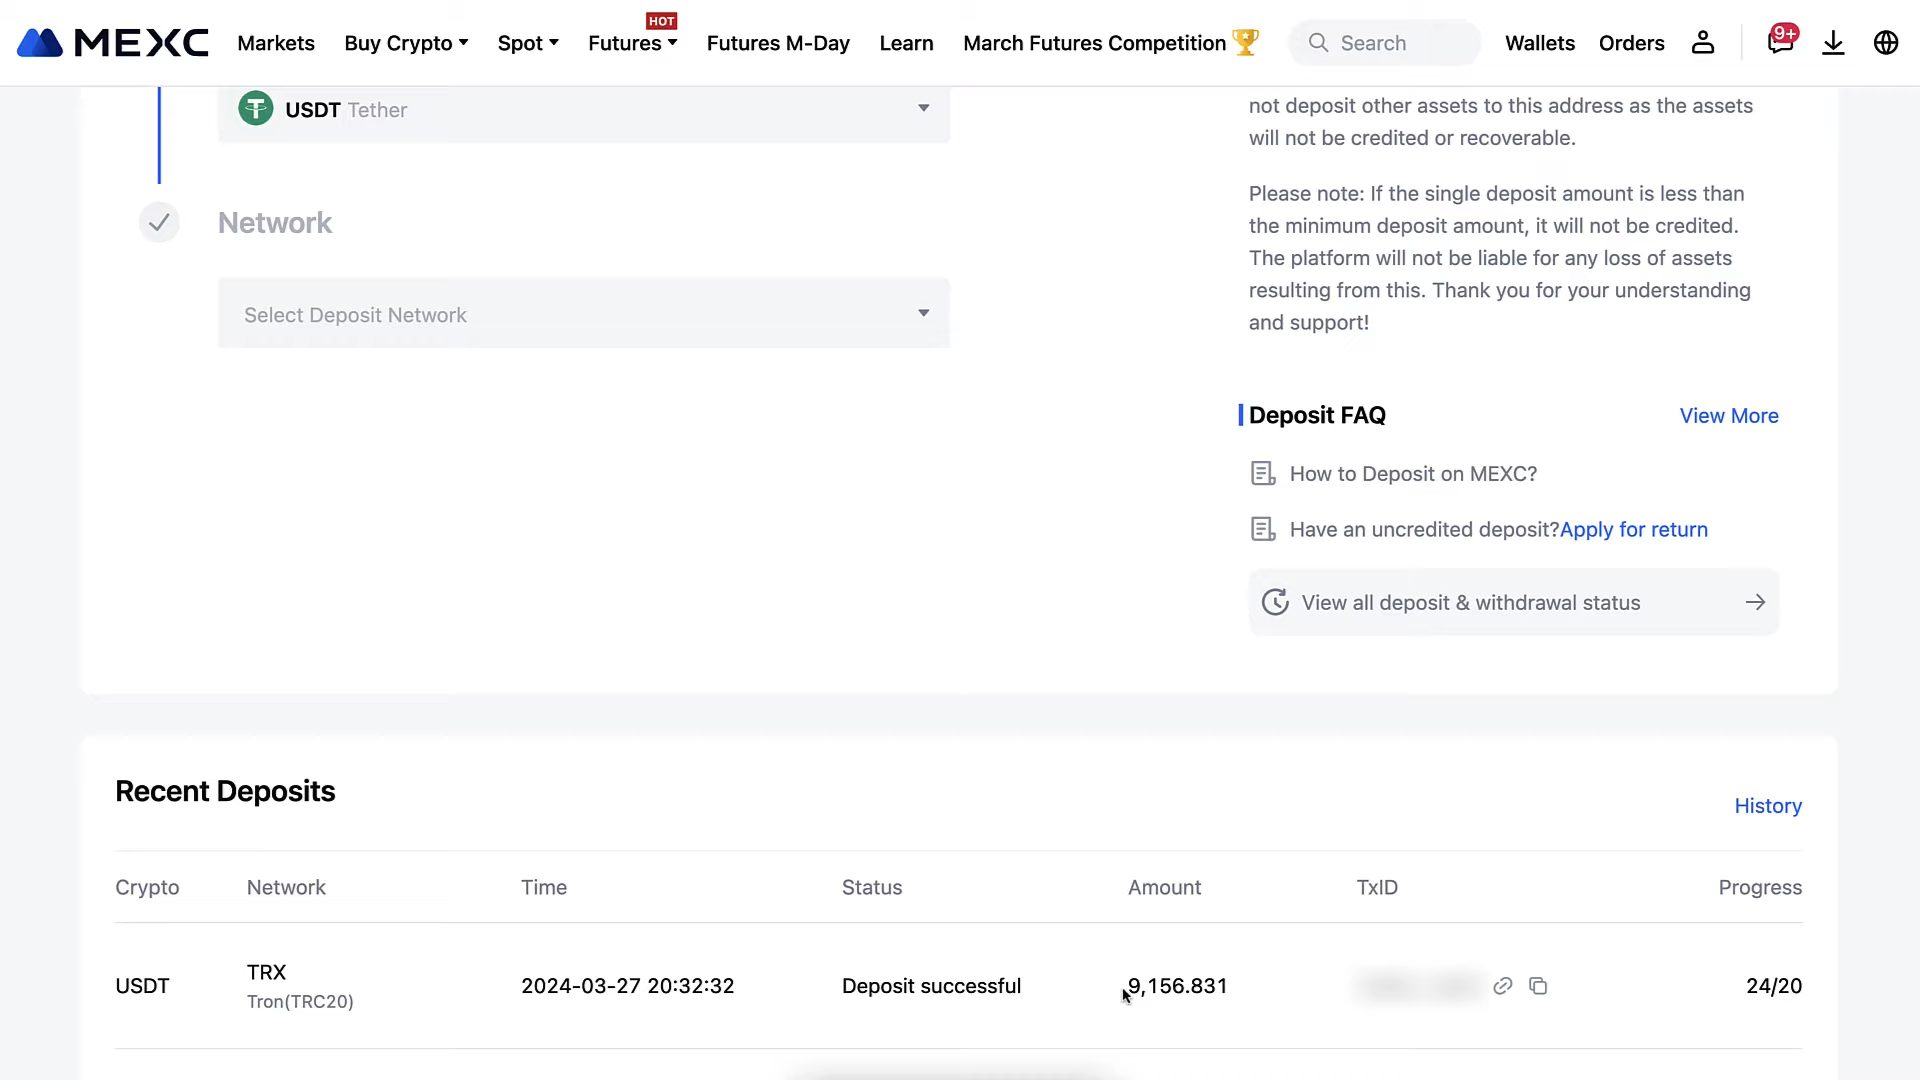 MEXC Markets Buy Crypto Spot Futures HOT Futures M-Day Learn March Futures Competition Search Wallets Orders 9+
USDT Tether
Network
Select Deposit Network
not deposit other assets to this address as the assets
will not be credited or recoverable.
Please note: If the single deposit amount is less than
the minimum deposit amount, it will not be credited.
The platform will not be liable for any loss of assets
resulting from this. Thank you for your understanding
and support!
Deposit FAQ View More
How to Deposit on MEXC?
Have an uncredited deposit?Apply for return
View all deposit & withdrawal status
Recent Deposits
History
Crypto Network Time Status Amount TxID Progress
USDT TRX 2024-03-27 20:32:32 Deposit successful 9,156.831 24/20
Tron(TRC20)